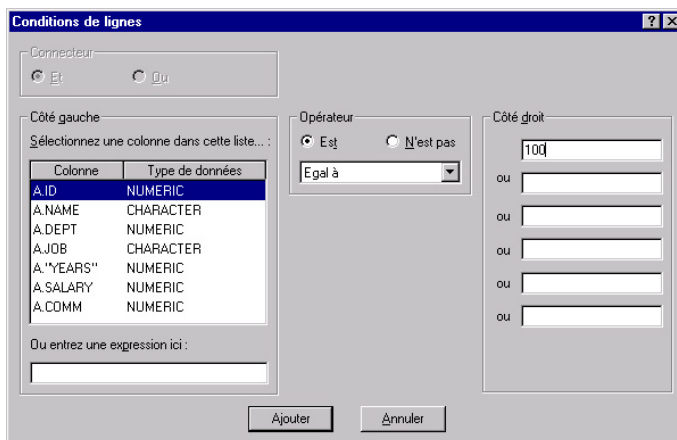 Conditions de lignes
Connecteur
Et Ou
Côté gauche
Sélectionnez une colonne dans cette liste... :
Colonne Type de données
A.ID NUMERIC
A.NAME CHARACTER
A.DEPT NUMERIC
A.JOB CHARACTER
A."YEARS" NUMERIC
A.SALARY NUMERIC
A.COMM NUMERIC
Ou entrez une expression ici :
Opérateur
Est N'est pas
Egal à
Côté droit
100
ou
ou
ou
ou
ou
Ajouter Annuler